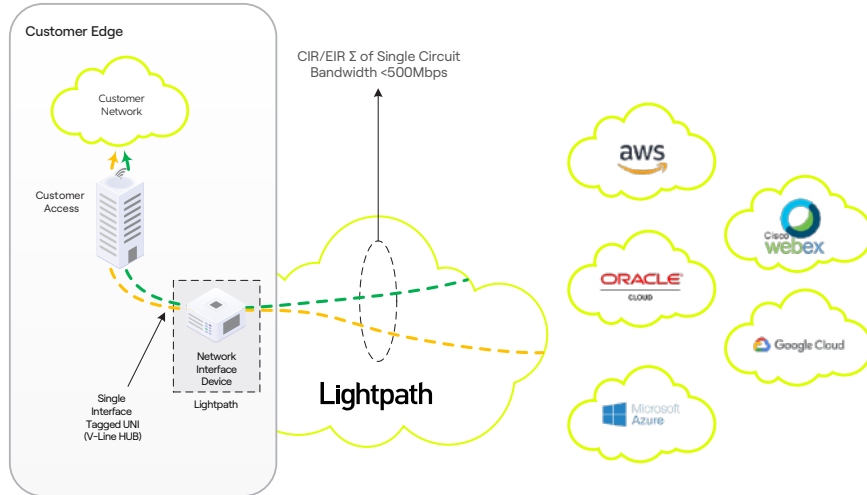 Customer Edge
Customer
Network
Customer
Access
Network
Interface
Device
Lightpath
Single
Interface
Tagged UNI
(V-Line HUB)
CIR/EIR Σ of Single Circuit
Bandwidth <500Mbps
Lightpath
aws
Cisco
webex
ORACLE®
CLOUD
Google Cloud
Microsoft
Azure